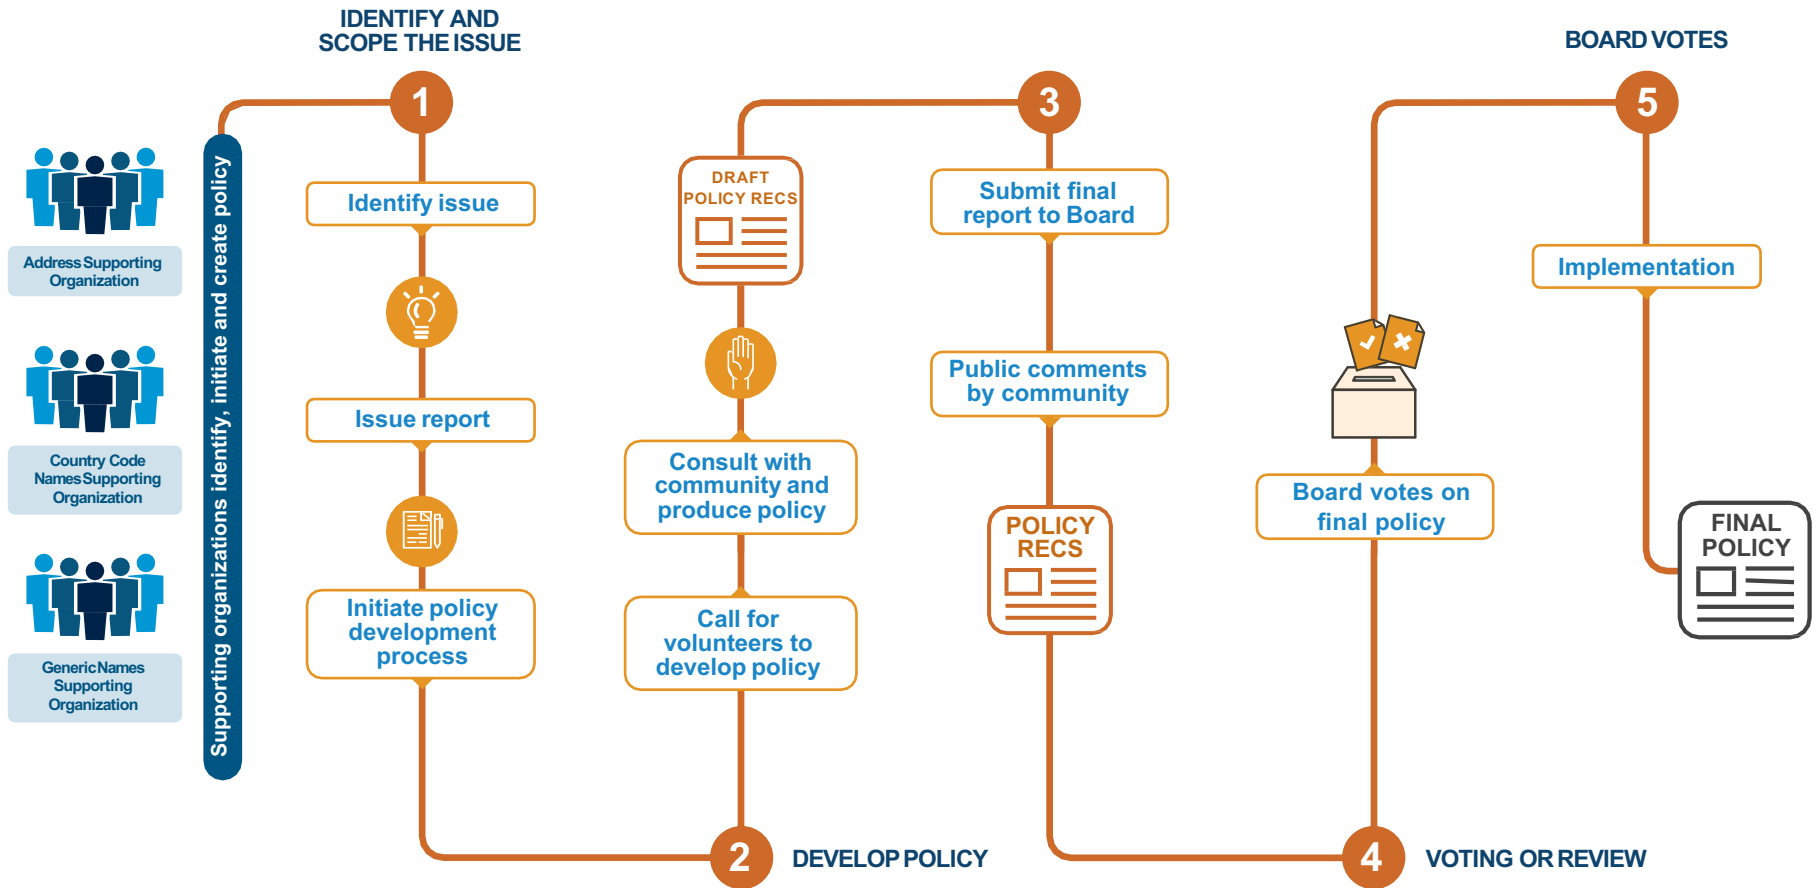 Address Supporting
Organization
Country Code
Names Supporting
Organization
Generic Names
Supporting
Organization
Supporting organizations identify, initiate and create policy
IDENTIFY AND
SCOPE THE ISSUE
1
Identify issue
Issue report
Initiate policy
development
process
2
DEVELOP POLICY
Call for
volunteers to
develop policy
Consult with
community and
produce policy
DRAFT
POLICY RECS
3
Submit final
report to Board
Public comments
by community
POLICY
RECS
4
VOTING OR REVIEW
Board votes on
final policy
BOARD VOTES
5
Implementation
FINAL
POLICY